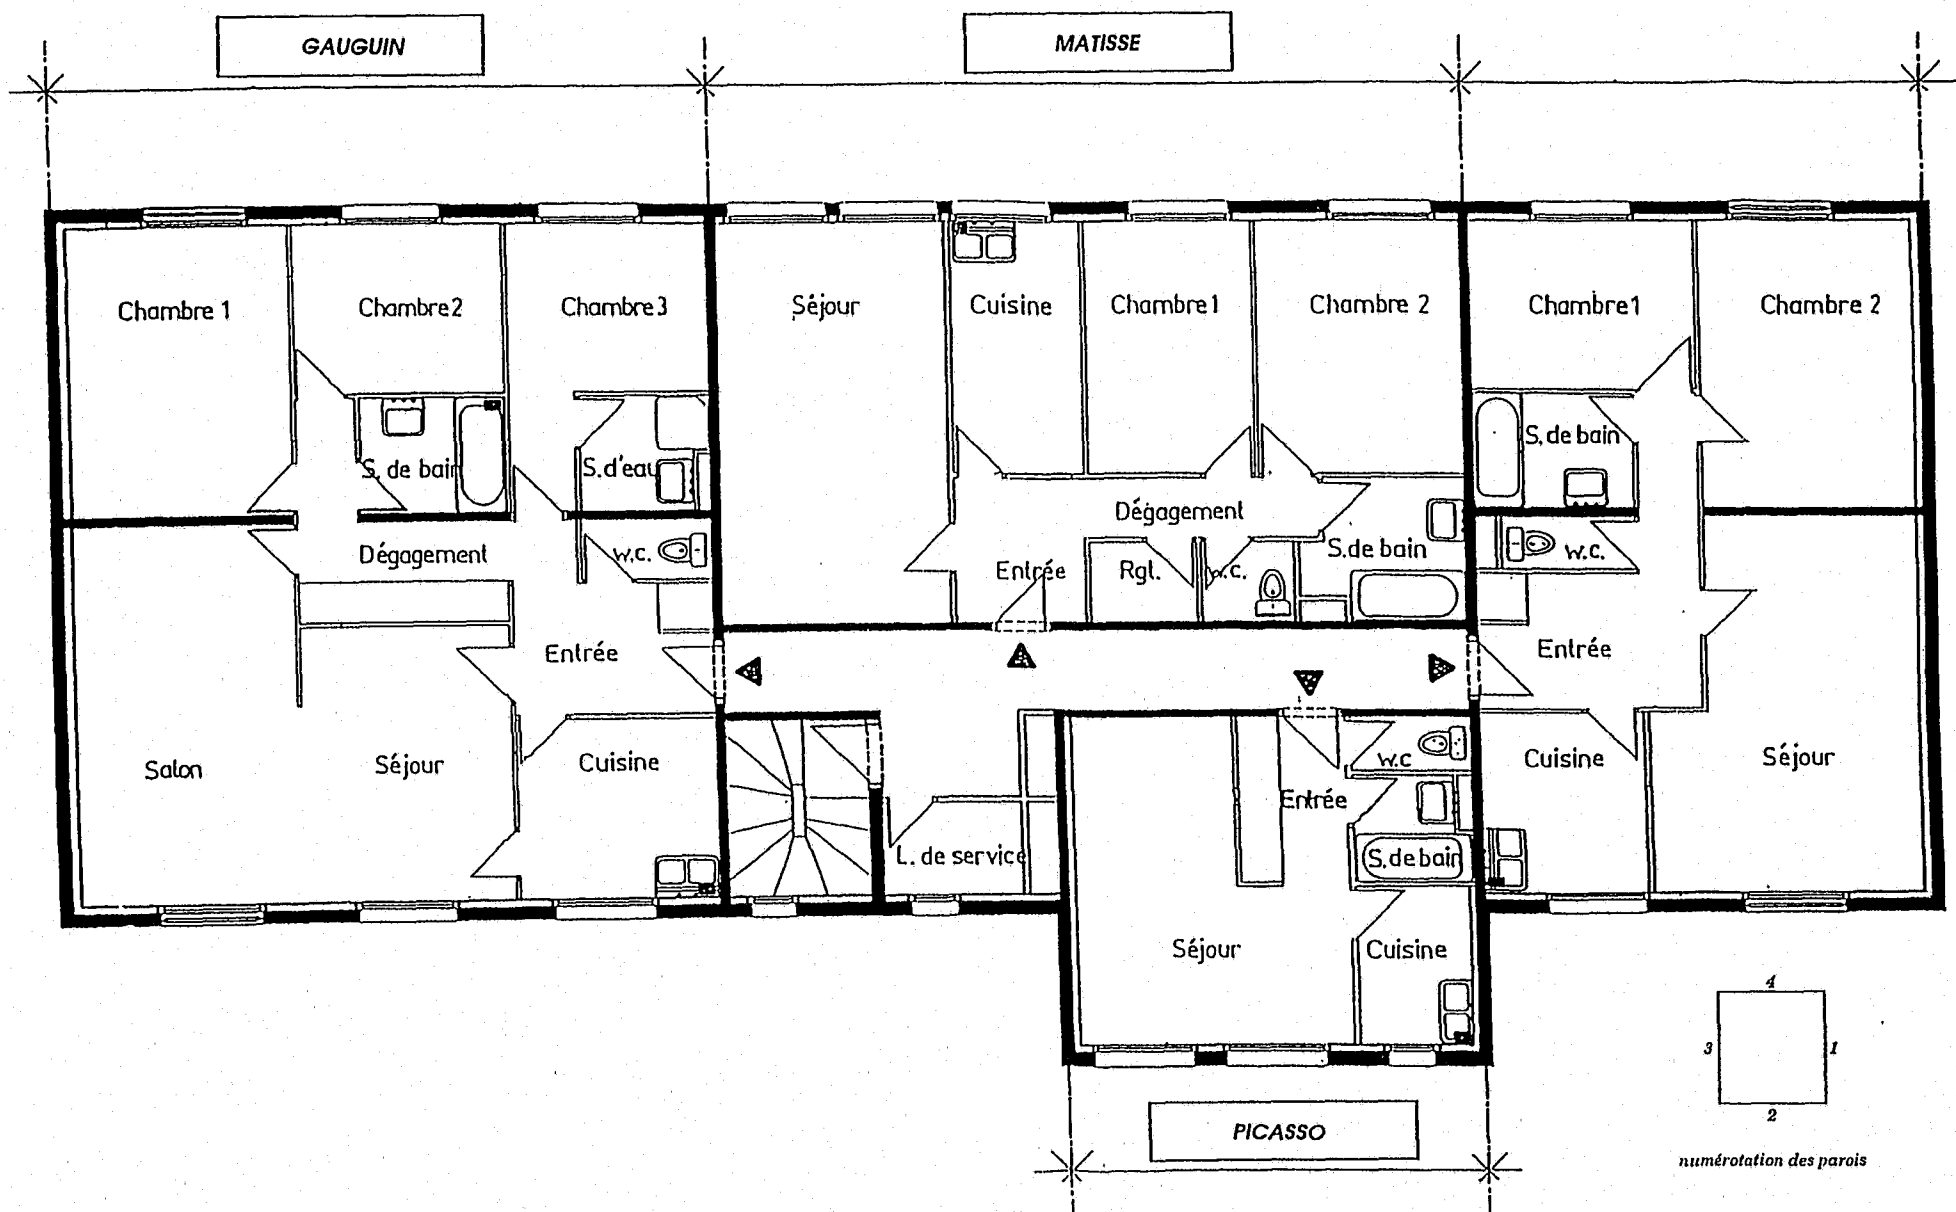 GAUGUIN
MATISSE
Chambre 1
Chambre2
Chambre3
Séjour
Cuisine
Chambre1
Chambre 2
Chambre1
Chambre 2
S. de bain
S.d'eau
S. de bain
Dégagement
W.C.
Dégagement
Entrée
Rgt.
W.C.
S.de bain
W.C.
Entrée
Entrée
Salon
Séjour
Cuisine
L. de service
Entrée
W.C
S.de bain
Cuisine
Séjour
Séjour
Cuisine
PICASSO
4
3
1
2
numérotation des parois